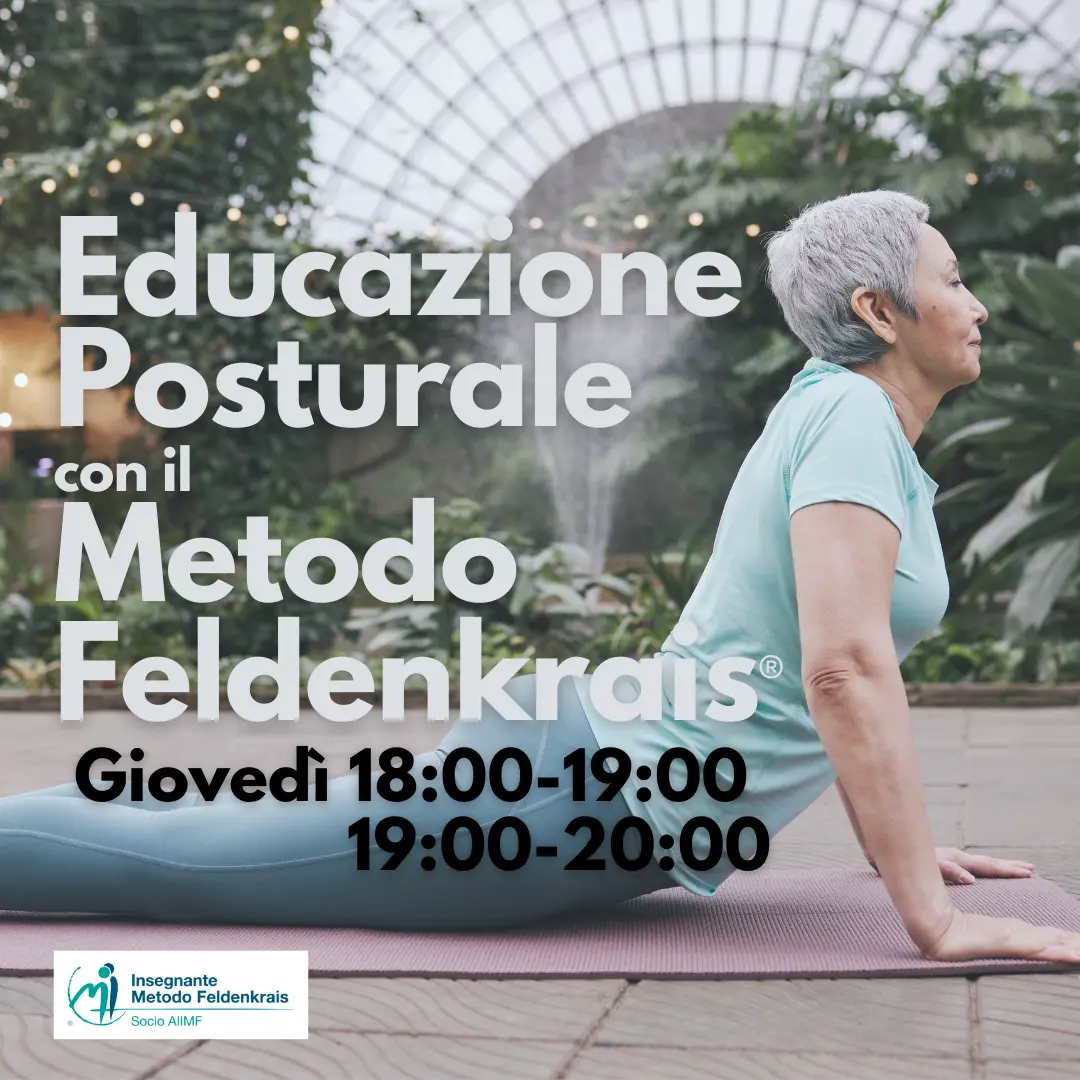 Educazione
Posturale
con il
Metodo
Feldenkrais®
Giovedì 18:00-19:00
19:00-20:00
Insegnante
Metodo Feldenkrais
Socio AIIMF
®